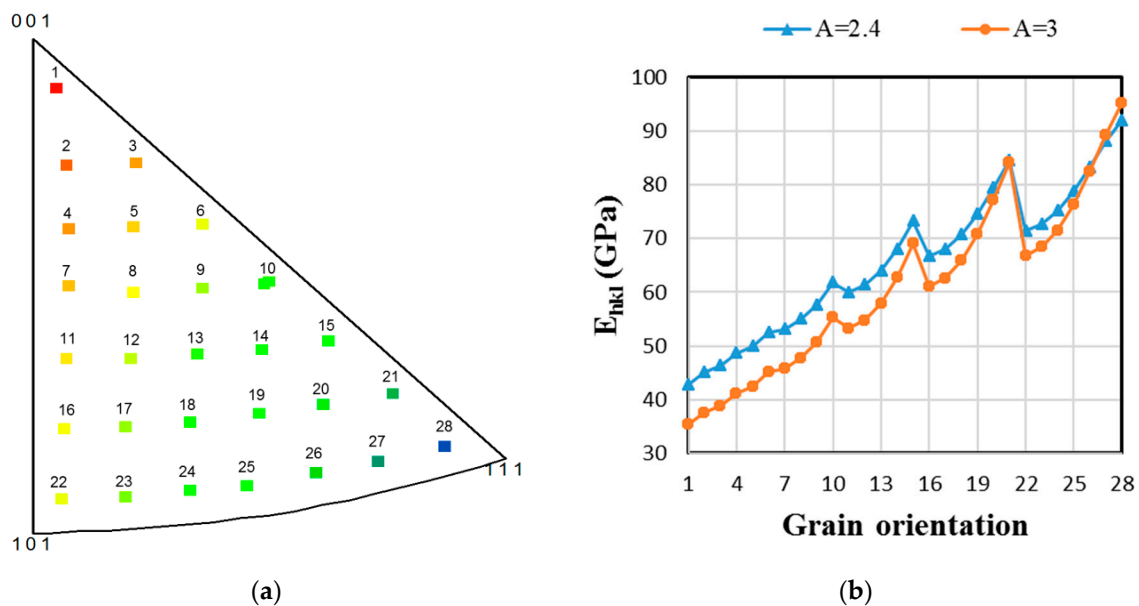 0 0 1
1
2 3
4 5 6
7 8 9 10
11 12 13 14 15
16 17 18 19 20 21
22 23 24 25 26 27 28
1 1 1
1 0 1
(a)
A=2.4 A=3
100
90
80
70
60
50
40
30
E_hkl (GPa)
1 4 7 10 13 16 19 22 25 28
Grain orientation
(b)